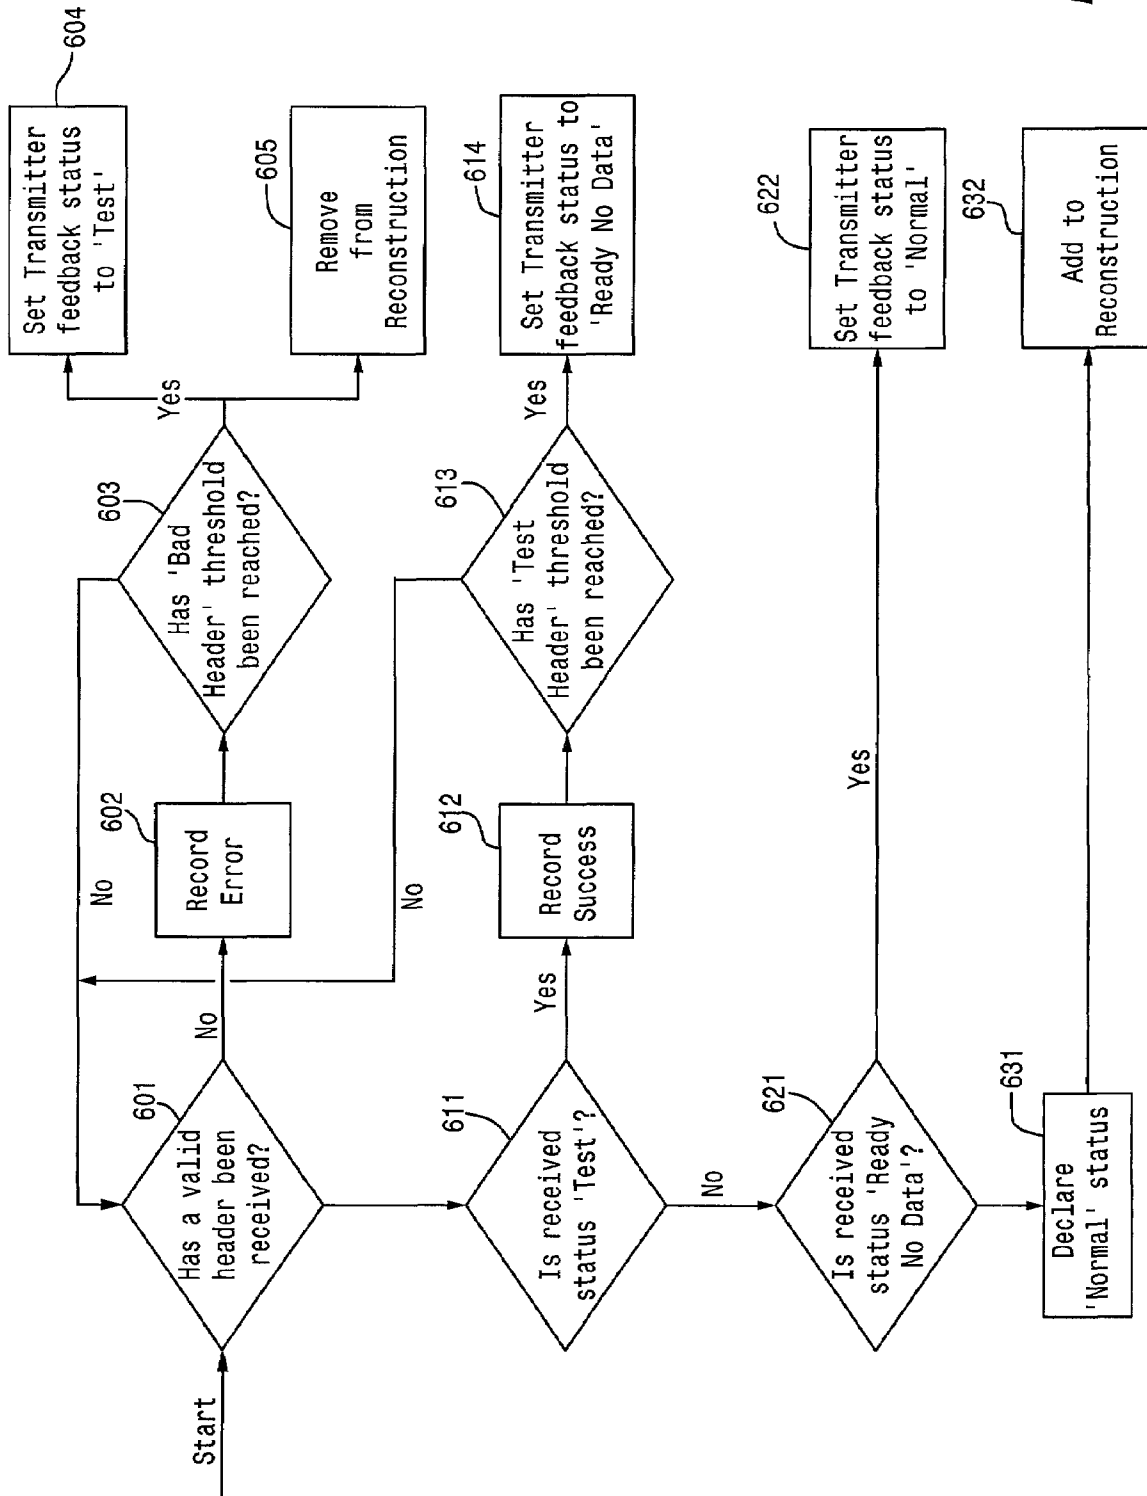 Start
601
Has a valid
header been
received?
No
602
Record
Error
No
603
Has 'Bad
Header' threshold
been reached?
Yes
604
Set Transmitter
feedback status
to 'Test'
605
Remove
from
Reconstruction
611
Is received
status 'Test'?
Yes
612
Record
Success
No
613
Has 'Test
Header' threshold
been reached?
Yes
614
Set Transmitter
feedback status to
'Ready No Data'
No
621
Is received
status 'Ready
No Data'?
Yes
622
Set Transmitter
feedback status
to 'Normal'
631
Declare
'Normal' status
632
Add to
Reconstruction